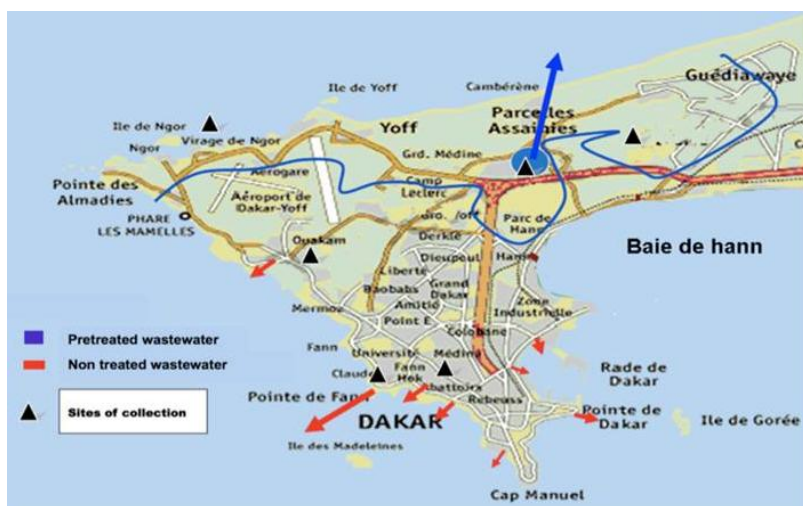 Ile de Yoff
Cambérène
Guédiawaye
Ile de Ngor
Virage de Ngor
Yoff
Parcelles
Assainies
Ngor
Grd. Médine
Pointe des
Almadies
Aérogare
Camp
Leclerc
Aéroport de
Dakar-Yoff
PHARE
LES MAMELLES
Parc de
Hann
Ouakam
Derklé
Baie de hann
Dieupeul
Hann
Liberté
Baobabs
Grand
Dakar
Zone
Industrielle
Mermoz
Amitié
Point E
Colobane
Pretreated wastewater
Fann
Université
Médina
Non treated wastewater
Claude
Fann
Hok
Abattoirs
Rade de
Dakar
Sites of collection
Pointe de Fann
Rebeuss
DAKAR
Pointe de
Dakar
Ile de Gorée
Ile des Madeleines
Cap Manuel